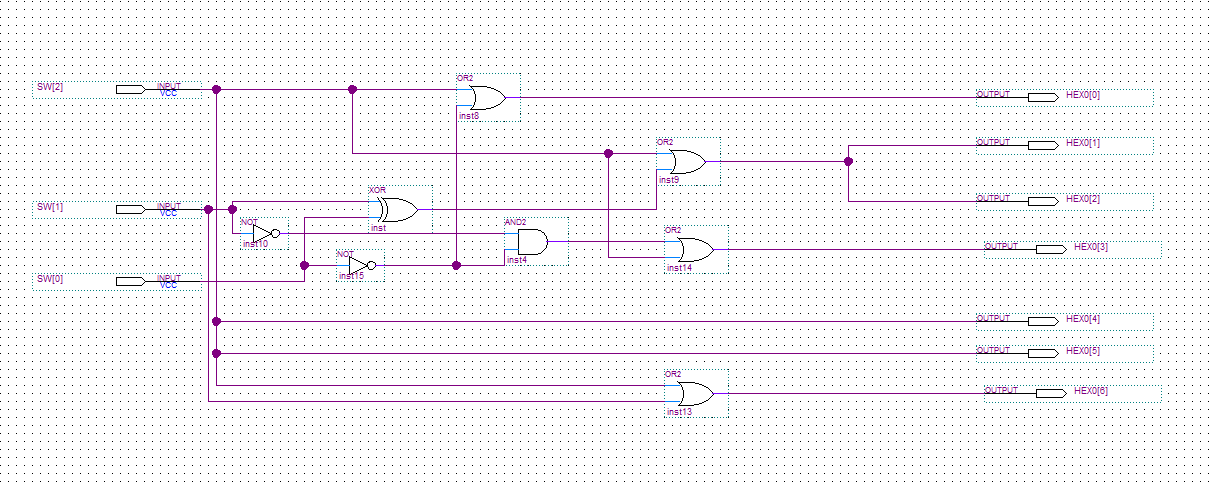 OR2
SW[2] INPUT VCC
OUTPUT HEX0[0]
inst8
OR2
OUTPUT HEX0[1]
inst9
XOR
OUTPUT HEX0[2]
SW[1] INPUT VCC
NOT
inst
AND2
OR2
inst10
NOT
OUTPUT HEX0[3]
inst4
inst14
SW[0] INPUT VCC
inst15
OUTPUT HEX0[4]
OUTPUT HEX0[5]
OR2
OUTPUT HEX0[6]
inst13